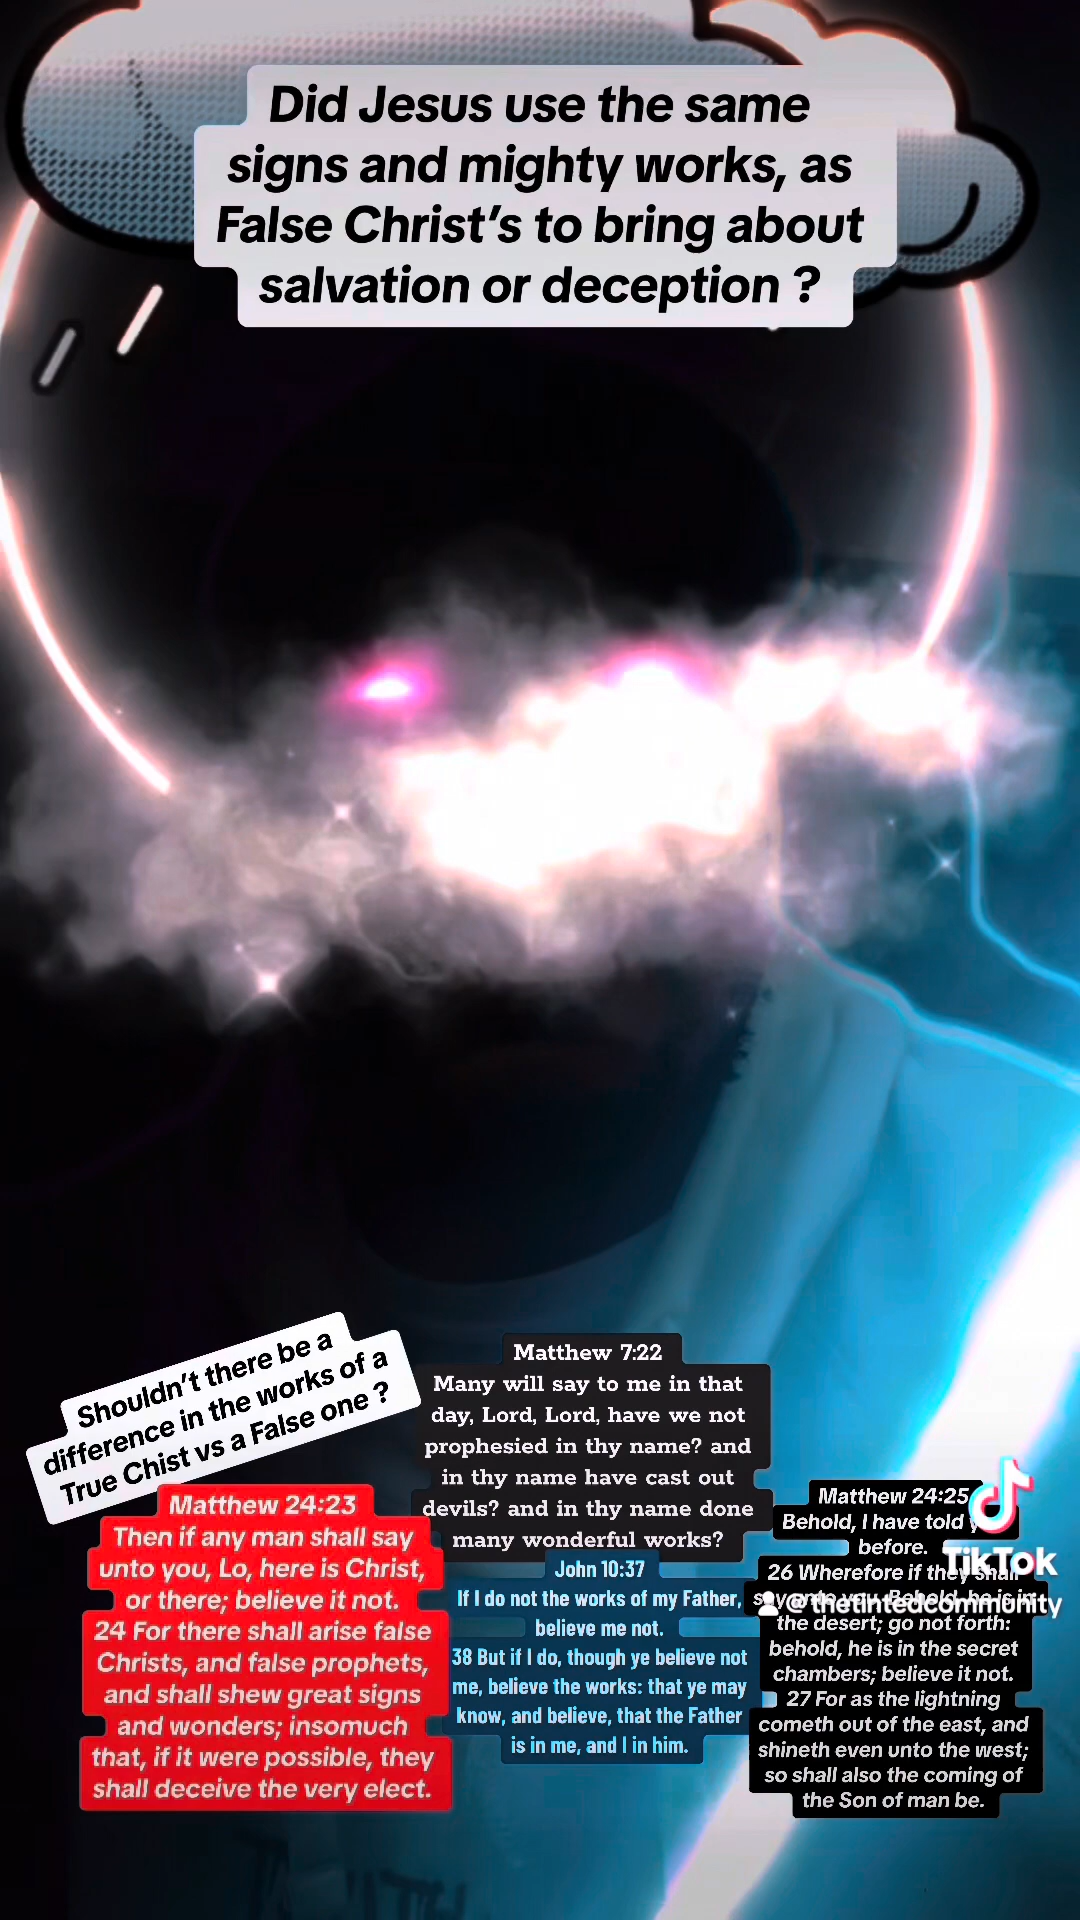 Did Jesus use the same
signs and mighty works, as
False Christ’s to bring about
salvation or deception ?
Shouldn’t there be a
difference in the works of a
True Chist vs a False one ?
Matthew 24:23
Then if any man shall say
unto you, Lo, here is Christ,
or there; believe it not.
24 For there shall arise false
Christs, and false prophets,
and shall shew great signs
and wonders; insomuch
that, if it were possible, they
shall deceive the very elect.
Matthew 7:22
Many will say to me in that
day, Lord, Lord, have we not
prophesied in thy name? and
in thy name have cast out
devils? and in thy name done
many wonderful works?
John 10:37
If I do not the works of my Father,
believe me not.
38 But if I do, though ye believe not
me, believe the works: that ye may
know, and believe, that the Father
is in me, and I in him.
Matthew 24:25
Behold, I have told
before.
26 Wherefore if they shall
say unto you, Behold, he is in
the desert; go not forth:
behold, he is in the secret
chambers; believe it not.
27 For as the lightning
cometh out of the east, and
shineth even unto the west;
so shall also the coming of
the Son of man be.
TikTok
@thetintedcommunity